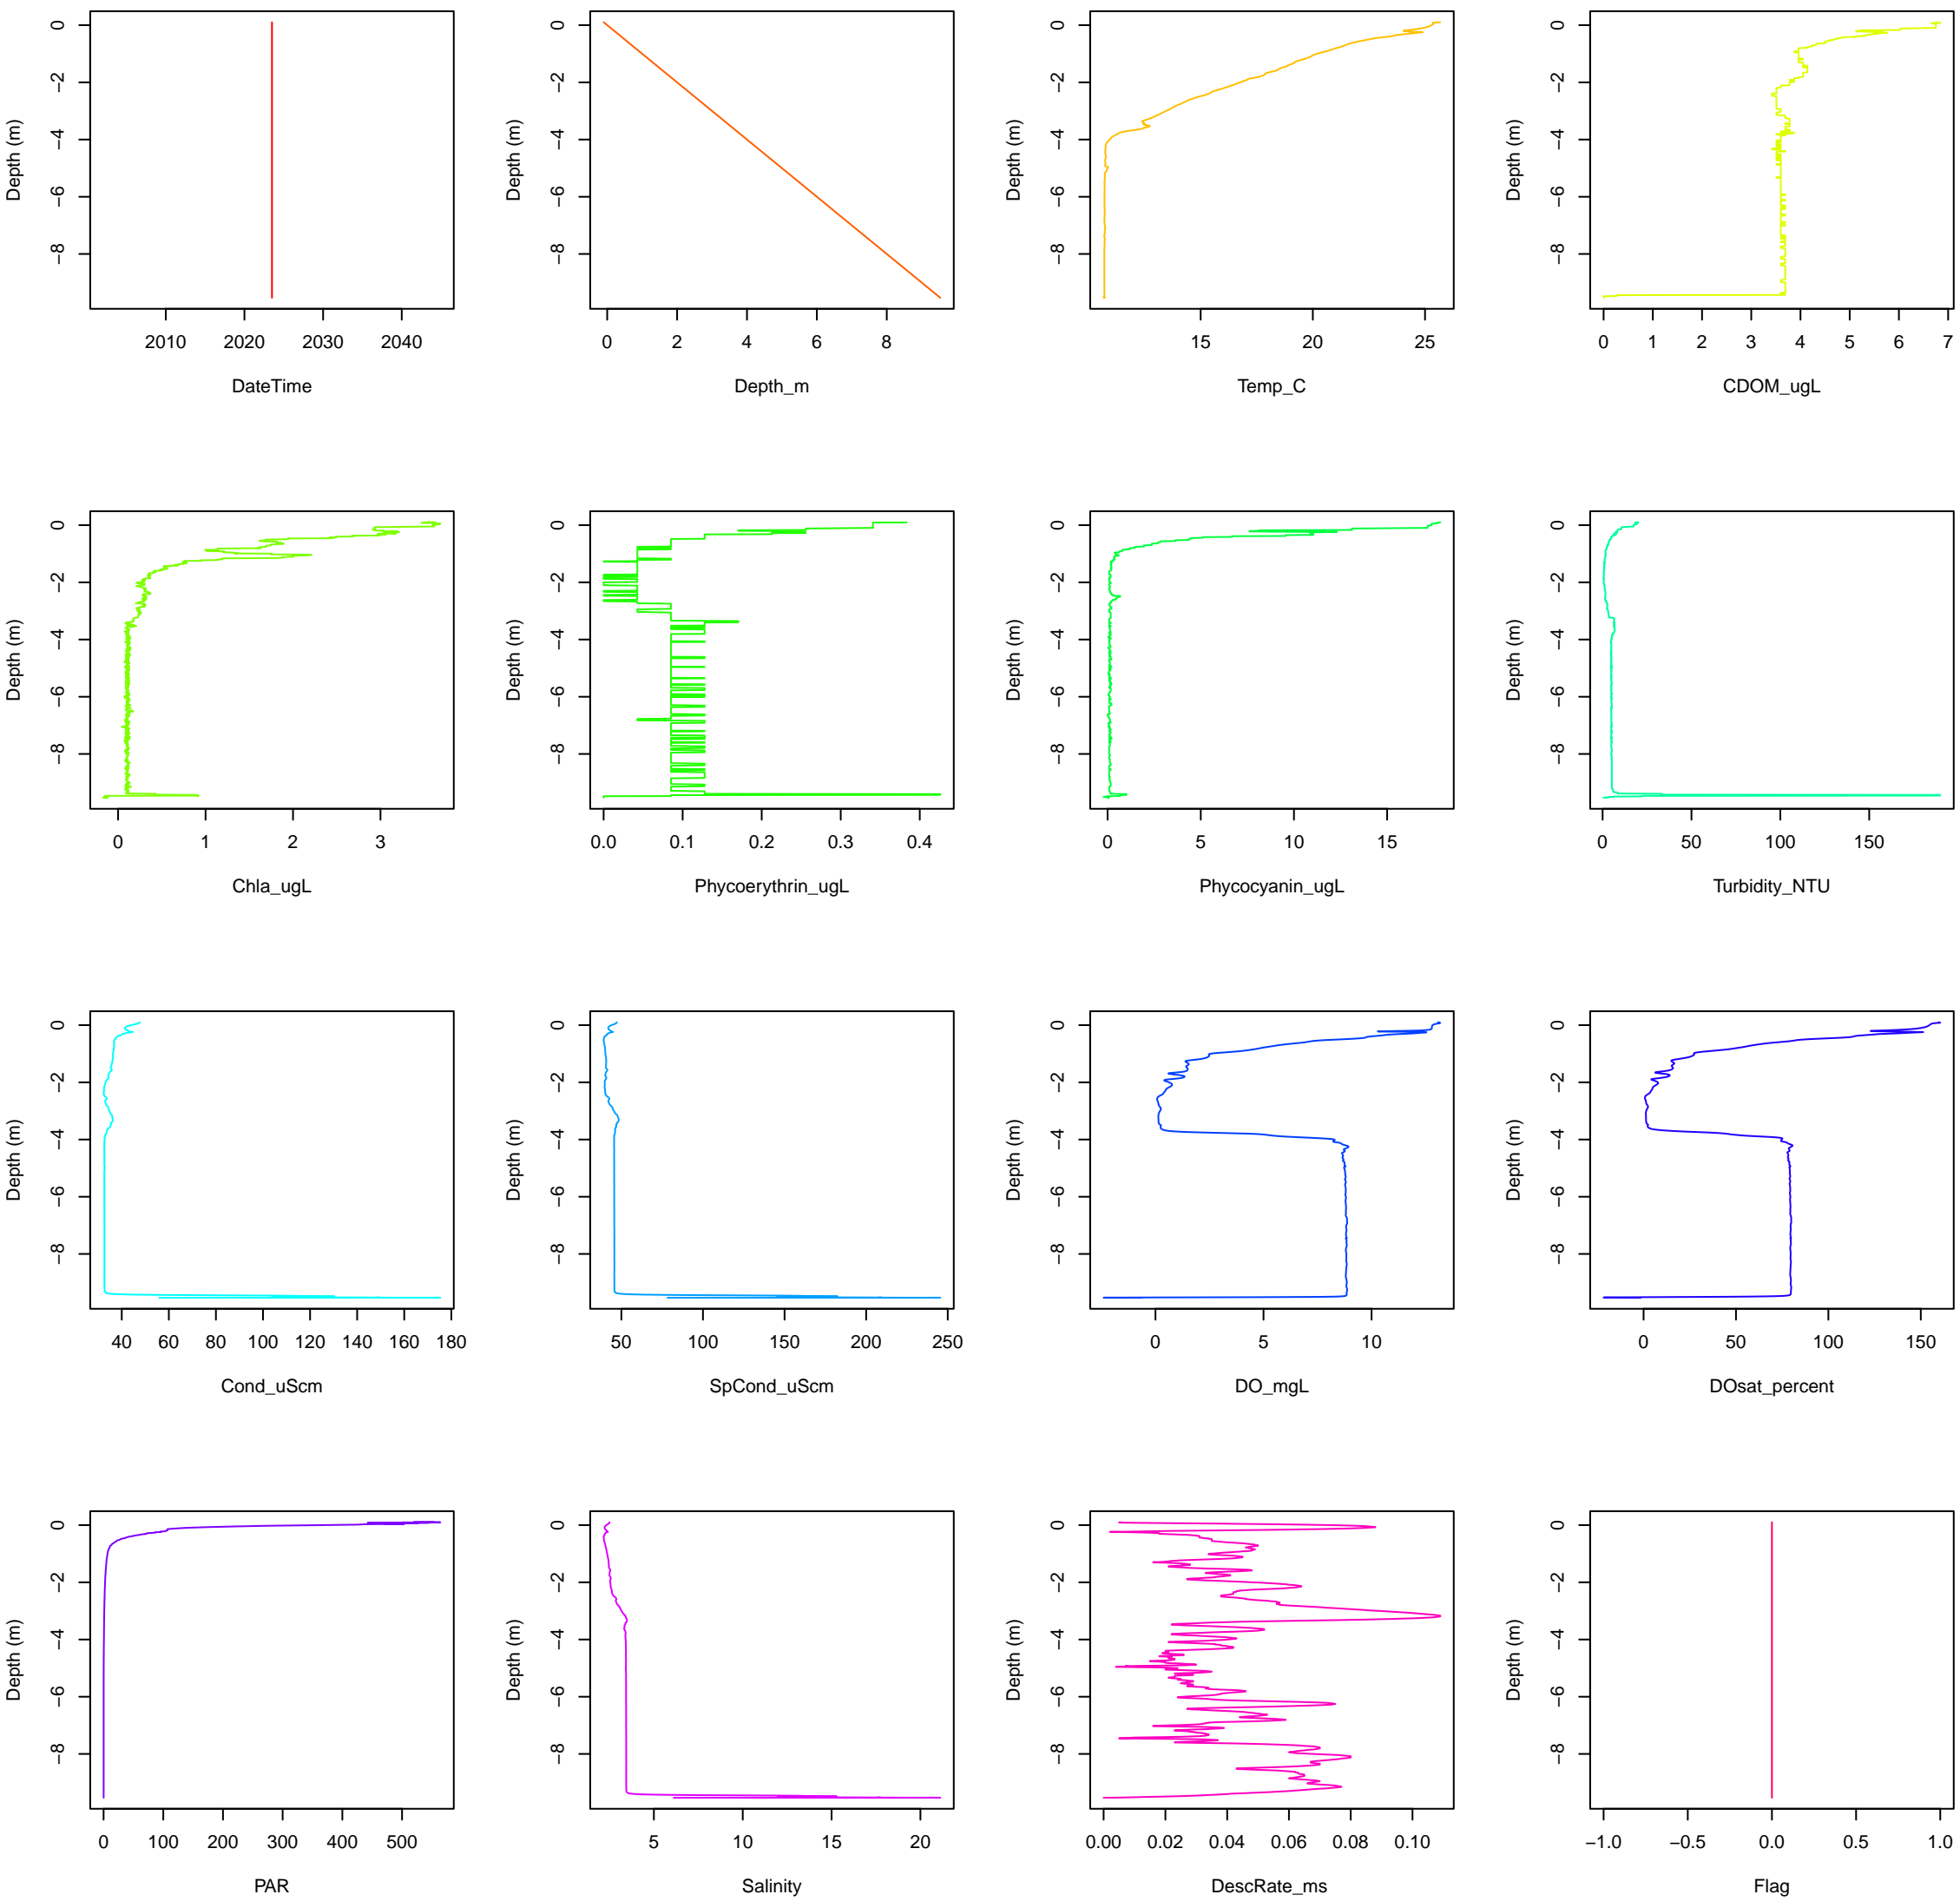 Depth (m)
0
−2
−4
−6
−8
2010 2020 2030 2040
DateTime
Depth (m)
0
−2
−4
−6
−8
0 2 4 6 8
Depth_m
Depth (m)
0
−2
−4
−6
−8
15 20 25
Temp_C
Depth (m)
0
−2
−4
−6
−8
0 1 2 3 4 5 6 7
CDOM_ugL
Depth (m)
0
−2
−4
−6
−8
0 1 2 3
Chla_ugL
Depth (m)
0
−2
−4
−6
−8
0.0 0.1 0.2 0.3 0.4
Phycoerythrin_ugL
Depth (m)
0
−2
−4
−6
−8
0 5 10 15
Phycocyanin_ugL
Depth (m)
0
−2
−4
−6
−8
0 50 100 150
Turbidity_NTU
Depth (m)
0
−2
−4
−6
−8
40 60 80 100 120 140 160 180
Cond_uScm
Depth (m)
0
−2
−4
−6
−8
50 100 150 200 250
SpCond_uScm
Depth (m)
0
−2
−4
−6
−8
0 5 10
DO_mgL
Depth (m)
0
−2
−4
−6
−8
0 50 100 150
DOsat_percent
Depth (m)
0
−2
−4
−6
−8
0 100 200 300 400 500
PAR
Depth (m)
0
−2
−4
−6
−8
5 10 15 20
Salinity
Depth (m)
0
−2
−4
−6
−8
0.00 0.02 0.04 0.06 0.08 0.10
DescRate_ms
Depth (m)
0
−2
−4
−6
−8
−1.0 −0.5 0.0 0.5 1.0
Flag